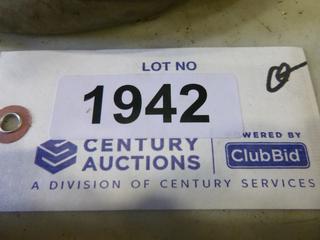 LOT NO
1942
CENTURY AUCTIONS
WERED BY
ClubBid
A DIVISION OF CENTURY SERVICES